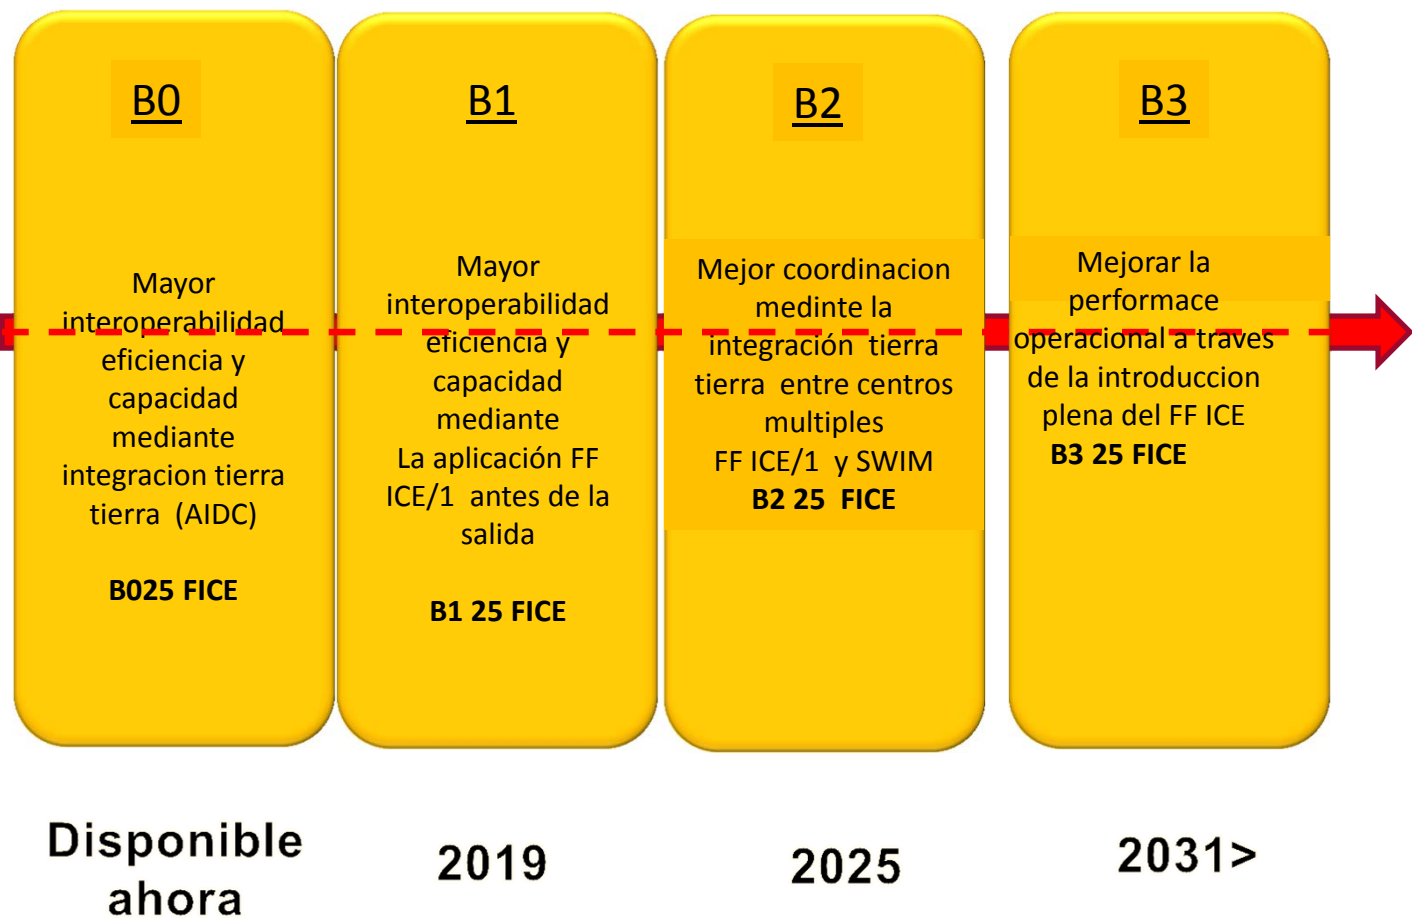 B0
Mayor
interoperabilidad
eficiencia y
capacidad
mediante
integracion tierra
tierra (AIDC)
B025 FICE
B1
Mayor
interoperabilidad
eficiencia y
capacidad
mediante
La aplicación FF
ICE/1 antes de la
salida
B1 25 FICE
B2
Mejor coordinacion
medinte la
integración tierra
tierra entre centros
multiples
FF ICE/1 y SWIM
B2 25 FICE
B3
Mejorar la
performace
operacional a traves
de la introduccion
plena del FF ICE
B3 25 FICE
Disponible
ahora
2019
2025
2031>